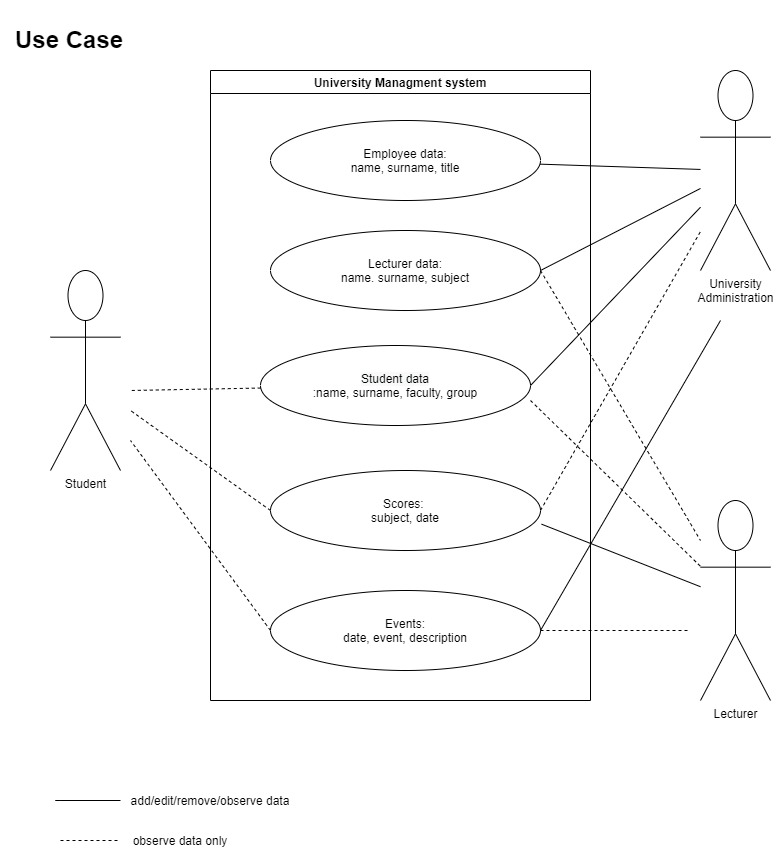 Use Case
University Managment system
Employee data:
name, surname, title
Lecturer data:
name. surname, subject
Student data
:name, surname, faculty, group
Scores:
subject, date
Events:
date, event, description
Student
University
Administration
Lecturer
add/edit/remove/observe data
observe data only